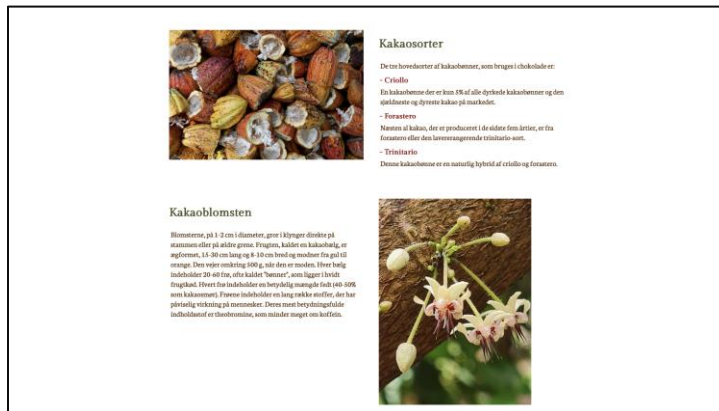 Kakaosorter
De tre hovedsorter af kakaobønner, som bruges i chokolade er:
- Criollo
En kakaobønne der er kun 5% af alle dyrkede kakaobønner og den
sjældneste og dyreste kakao på markedet.
- Forastero
Næsten al kakao, der er produceret i de sidste fem årtier, er fra
forastero eller den lavererangerende trinitario-sort.
- Trinitario
Denne kakaobønne er en naturlig hybrid af criollo og forastero.
Kakaoblomsten
Blomsterne, på 1-2 cm i diameter, gror i klynger direkte på
stammen eller på ældre grene. Frugten, kaldet en kakaobælg, er
ægformet, 15-30 cm lang og 8-10 cm bred og modner fra gul til
orange. Den vejer omkring 500 g, når den er moden. Hver bælg
indeholder 20-60 frø, ofte kaldet "bønner", som ligger i hvidt
frugtkød. Hvert frø indeholder en betydelig mængde fedt (40-50%
som kakaosmør). Frøene indeholder en lang række stoffer, der har
påviselig virkning på mennesker. Deres mest betydningsfulde
indholdsstof er theobromine, som minder meget om koffein.